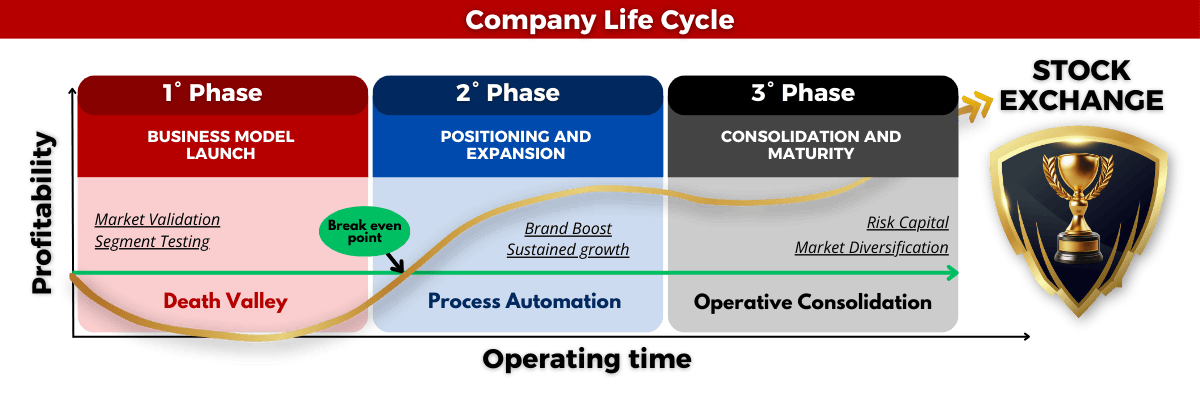 Company Life Cycle
1° Phase
BUSINESS MODEL
LAUNCH
Market Validation
Segment Testing
Death Valley
Break even
point
2° Phase
POSITIONING AND
EXPANSION
Brand Boost
Sustained growth
Process Automation
3° Phase
CONSOLIDATION AND
MATURITY
Risk Capital
Market Diversification
Operative Consolidation
STOCK
EXCHANGE
Profitability
Operating time